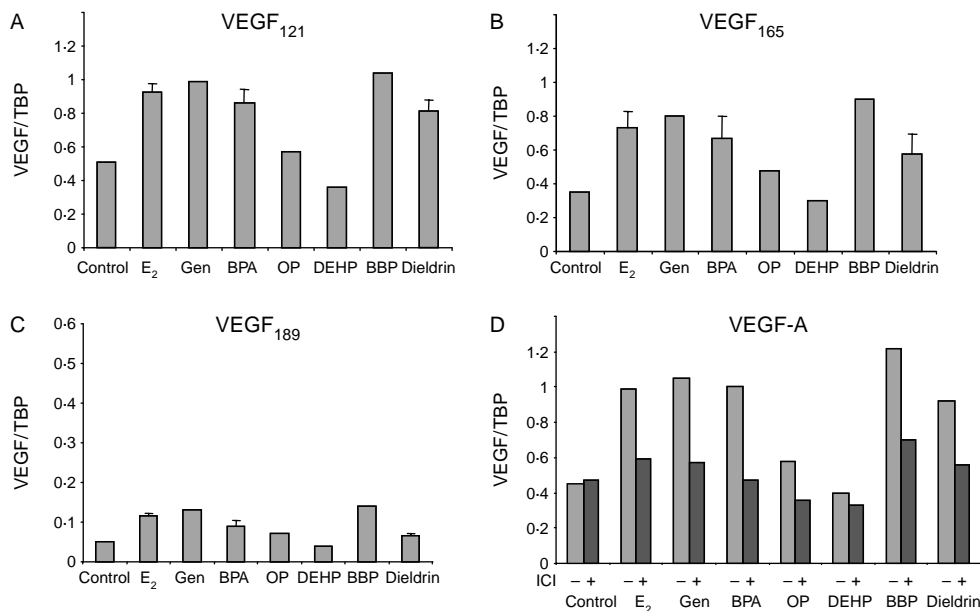 A
VEGF121
VEGF/TBP
1·2
1
0·8
0·6
0·4
0·2
0
Control E2 Gen BPA OP DEHP BBP Dieldrin
B
VEGF165
VEGF/TBP
1·2
1
0·8
0·6
0·4
0·2
0
Control E2 Gen BPA OP DEHP BBP Dieldrin
C
VEGF189
VEGF/TBP
0·6
0·5
0·4
0·3
0·2
0·1
0
Control E2 Gen BPA OP DEHP BBP Dieldrin
D
VEGF-A
VEGF/TBP
1·2
1
0·8
0·6
0·4
0·2
0
ICI – + – + – + – + – + – + – + – +
Control E2 Gen BPA OP DEHP BBP Dieldrin